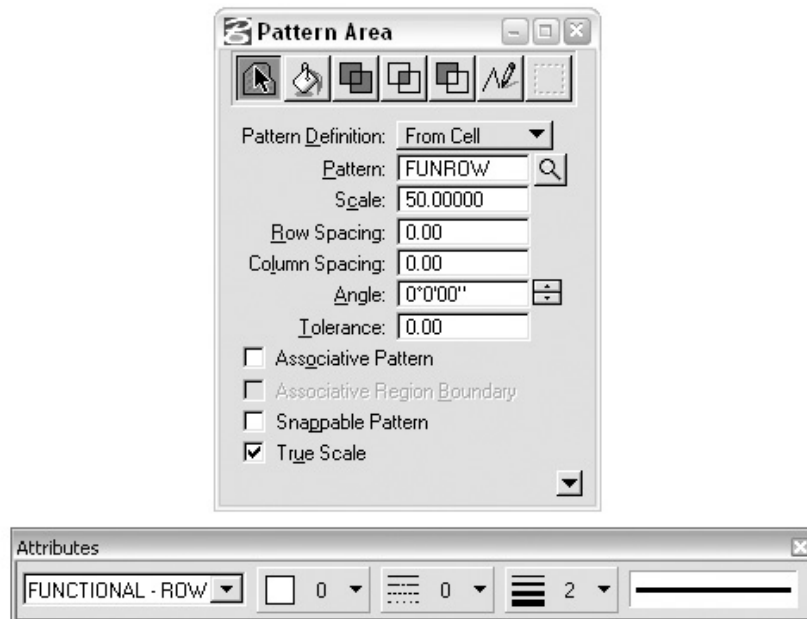 Pattern Area
Pattern Definition: From Cell
Pattern: FUNROW
Scale: 50.00000
Row Spacing: 0.00
Column Spacing: 0.00
Angle: 0°0'00''
Tolerance: 0.00
Associative Pattern
Associative Region Boundary
Snappable Pattern
True Scale
Attributes
FUNCTIONAL - ROW 0 0 2